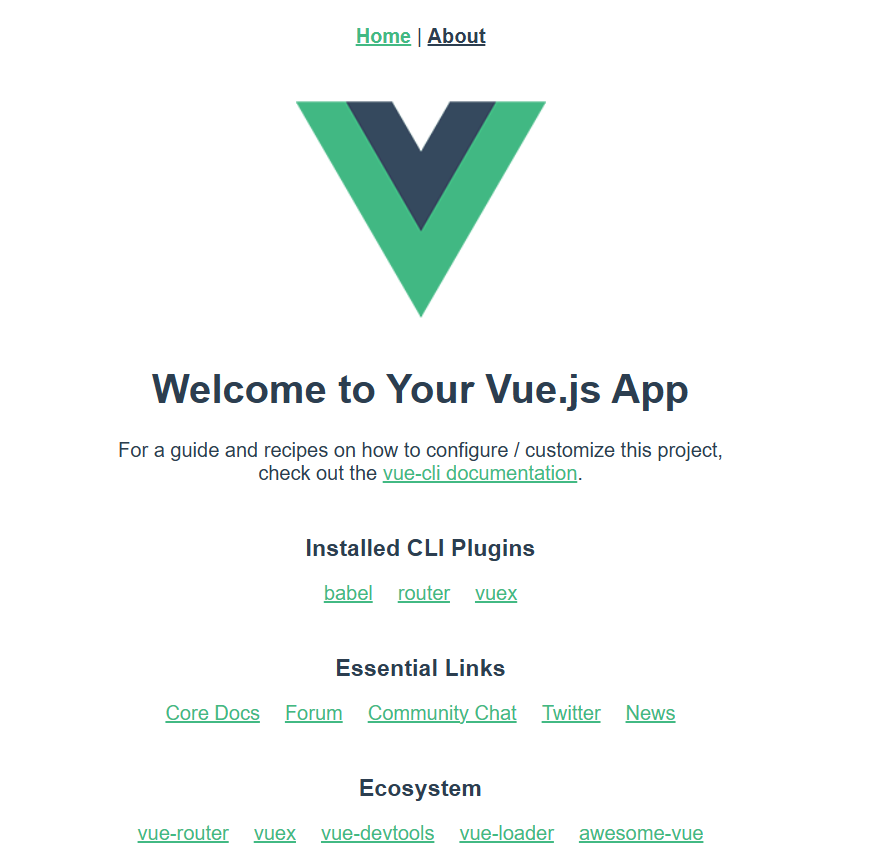 Home | About
Welcome to Your Vue.js App
For a guide and recipes on how to configure / customize this project,
check out the vue-cli documentation.
Installed CLI Plugins
babel router vuex
Essential Links
Core Docs Forum Community Chat Twitter News
Ecosystem
vue-router vuex vue-devtools vue-loader awesome-vue